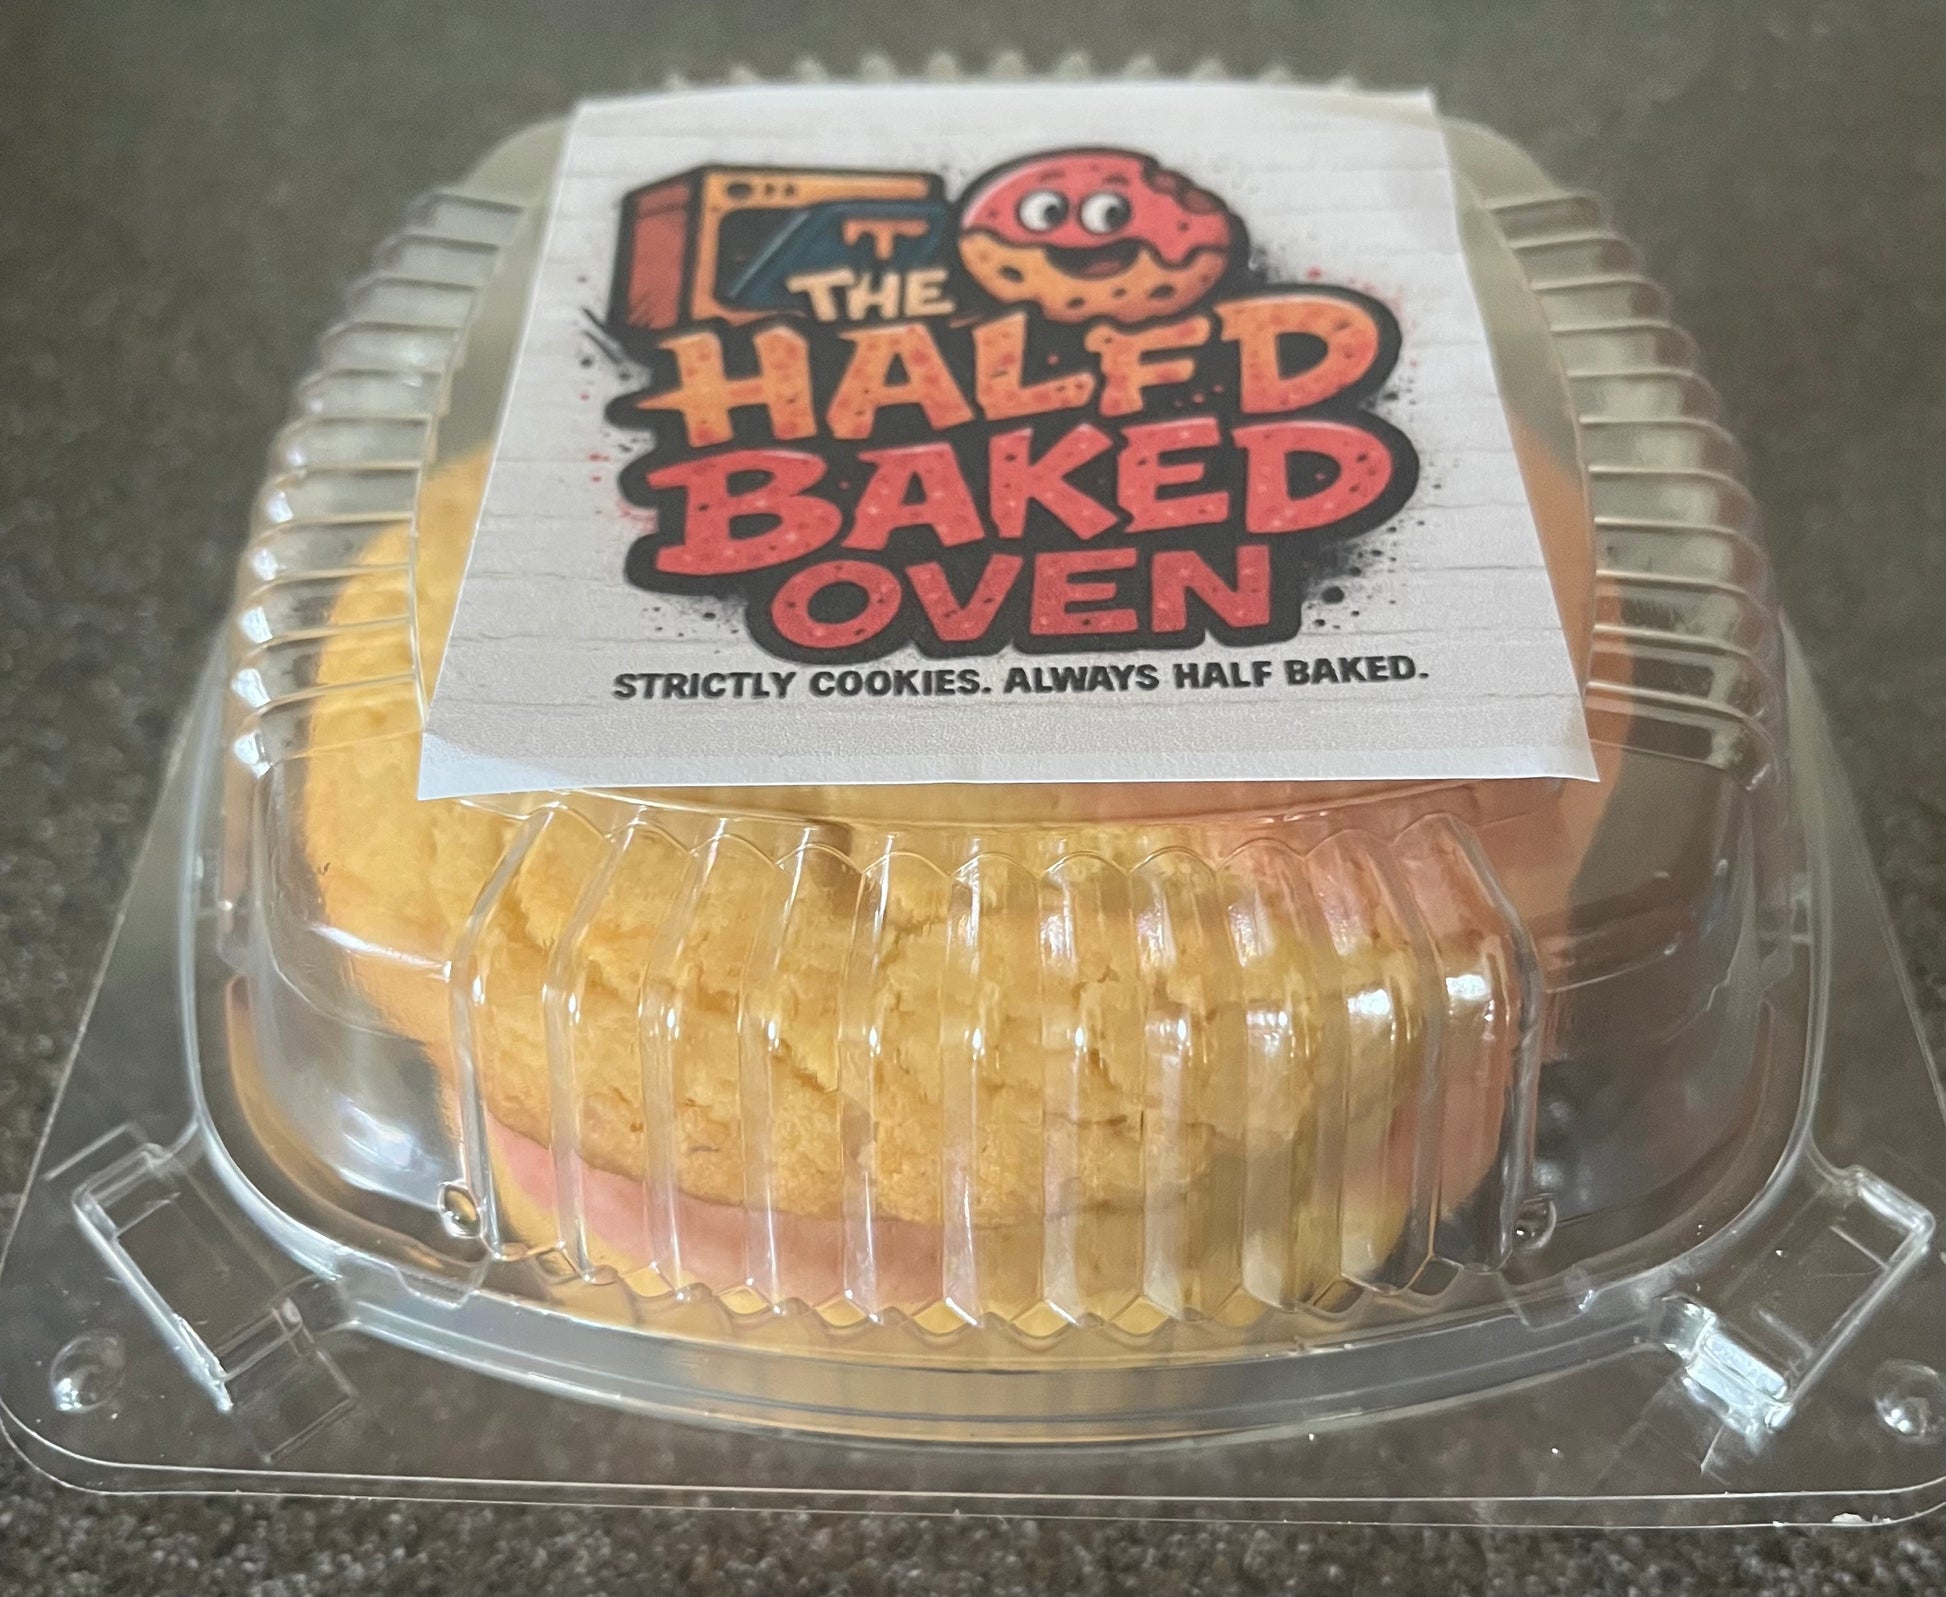 THE
HALFD
BAKED
OVEN
STRICTLY COOKIES. ALWAYS HALF BAKED.